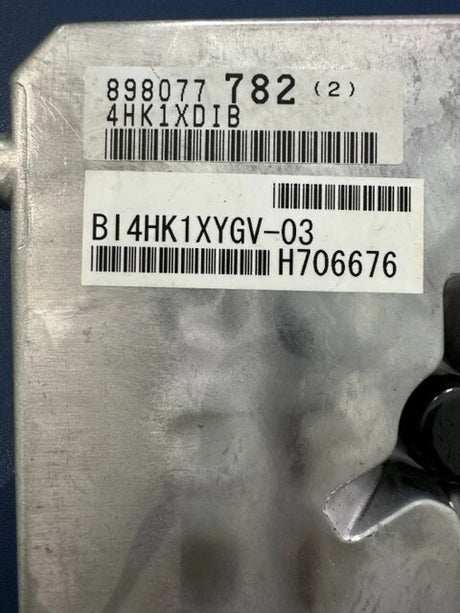 898077 782 (2)
4HK1XDIB
BI4HK1XYGV-03
H706676